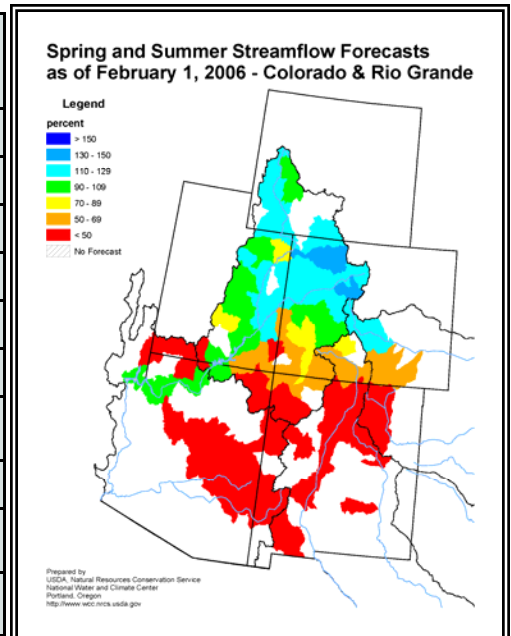 Spring and Summer Streamflow Forecasts
as of February 1, 2006 - Colorado & Rio Grande
Legend
percent
> 150
130 - 150
110 - 129
90 - 109
70 - 89
50 - 69
< 50
No Forecast
Prepared by
USDA, Natural Resources Conservation Service
National Water and Climate Center
Portland, Oregon
http://www.wcc.nrcs.usda.gov